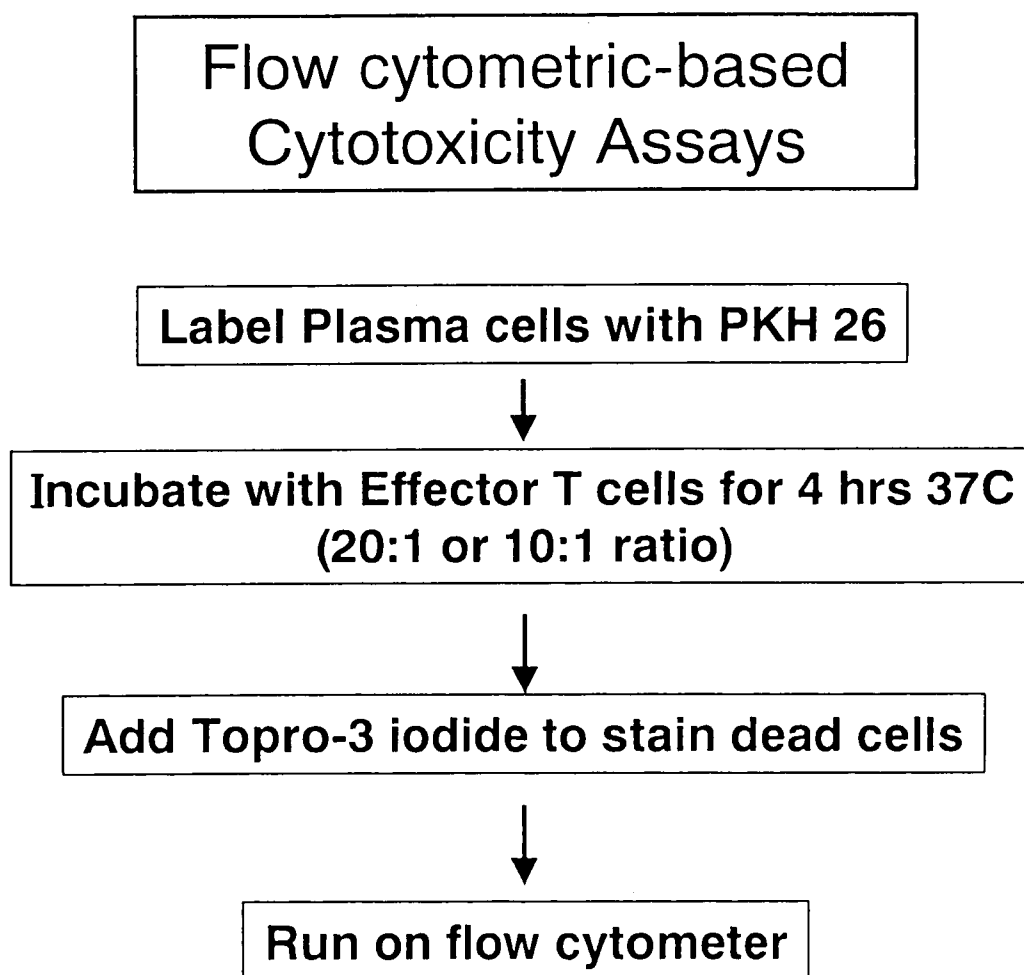 Flow cytometric-based
Cytotoxicity Assays
Label Plasma cells with PKH 26
Incubate with Effector T cells for 4 hrs 37C
(20:1 or 10:1 ratio)
Add Topro-3 iodide to stain dead cells
Run on flow cytometer